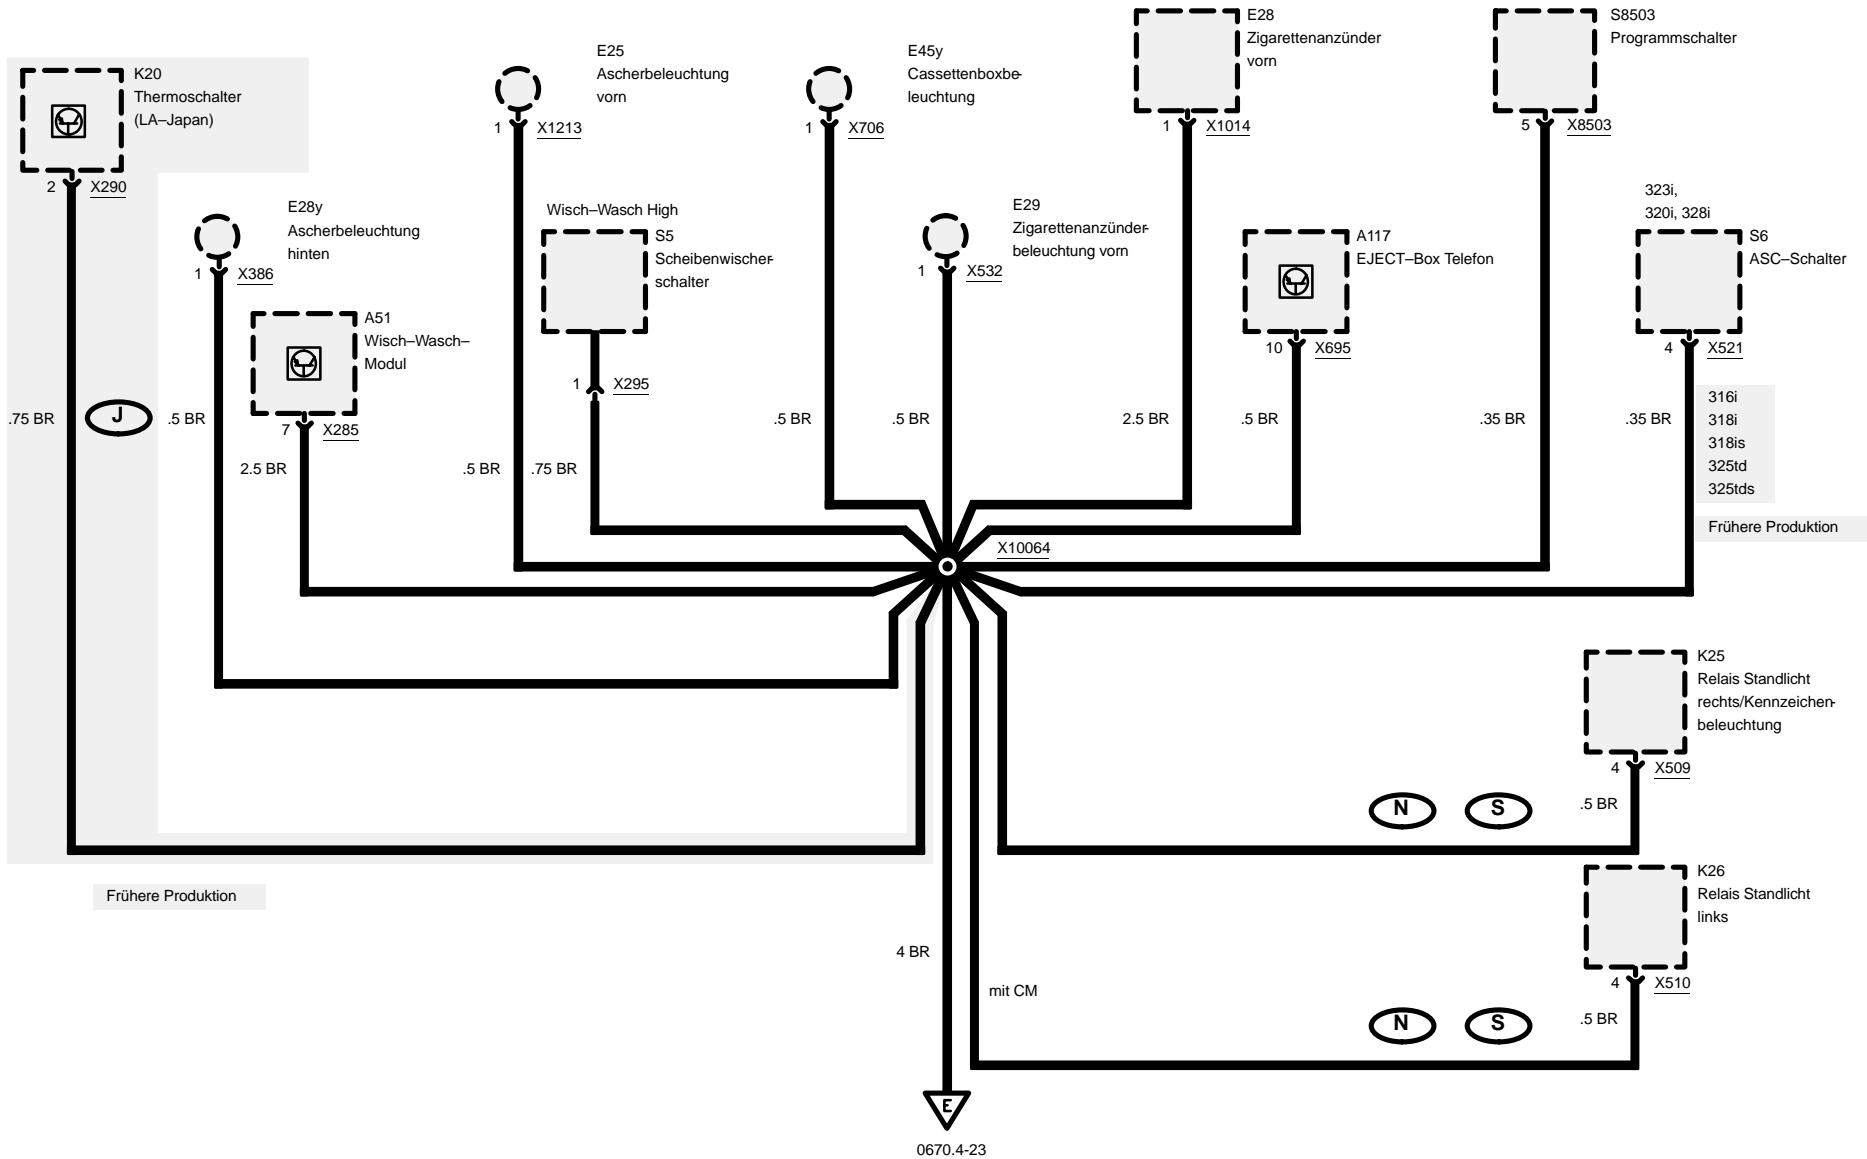 K20
Thermoschalter
(LA–Japan)
2 X290
.75 BR
J
E28y
Ascherbeleuchtung
hinten
1 X386
.5 BR
A51
Wisch–Wasch–
Modul
7 X285
2.5 BR
E25
Ascherbeleuchtung
vorn
1 X1213
.5 BR
Wisch–Wasch High
S5
Scheibenwischer-
schalter
1 X295
.75 BR
E45y
Cassettenboxbe-
leuchtung
1 X706
.5 BR
E29
Zigarettenanzünder-
beleuchtung vorn
1 X532
.5 BR
E28
Zigarettenanzünder
vorn
1 X1014
2.5 BR
A117
EJECT–Box Telefon
10 X695
.5 BR
S8503
Programmschalter
5 X8503
.35 BR
323i,
320i, 328i
S6
ASC–Schalter
4 X521
.35 BR
316i
318i
318is
325td
325tds
Frühere Produktion
X10064
K25
Relais Standlicht
rechts/Kennzeichen-
beleuchtung
4 X509
N S .5 BR
K26
Relais Standlicht
links
4 X510
N S .5 BR
Frühere Produktion
4 BR
mit CM
E
0670.4-23